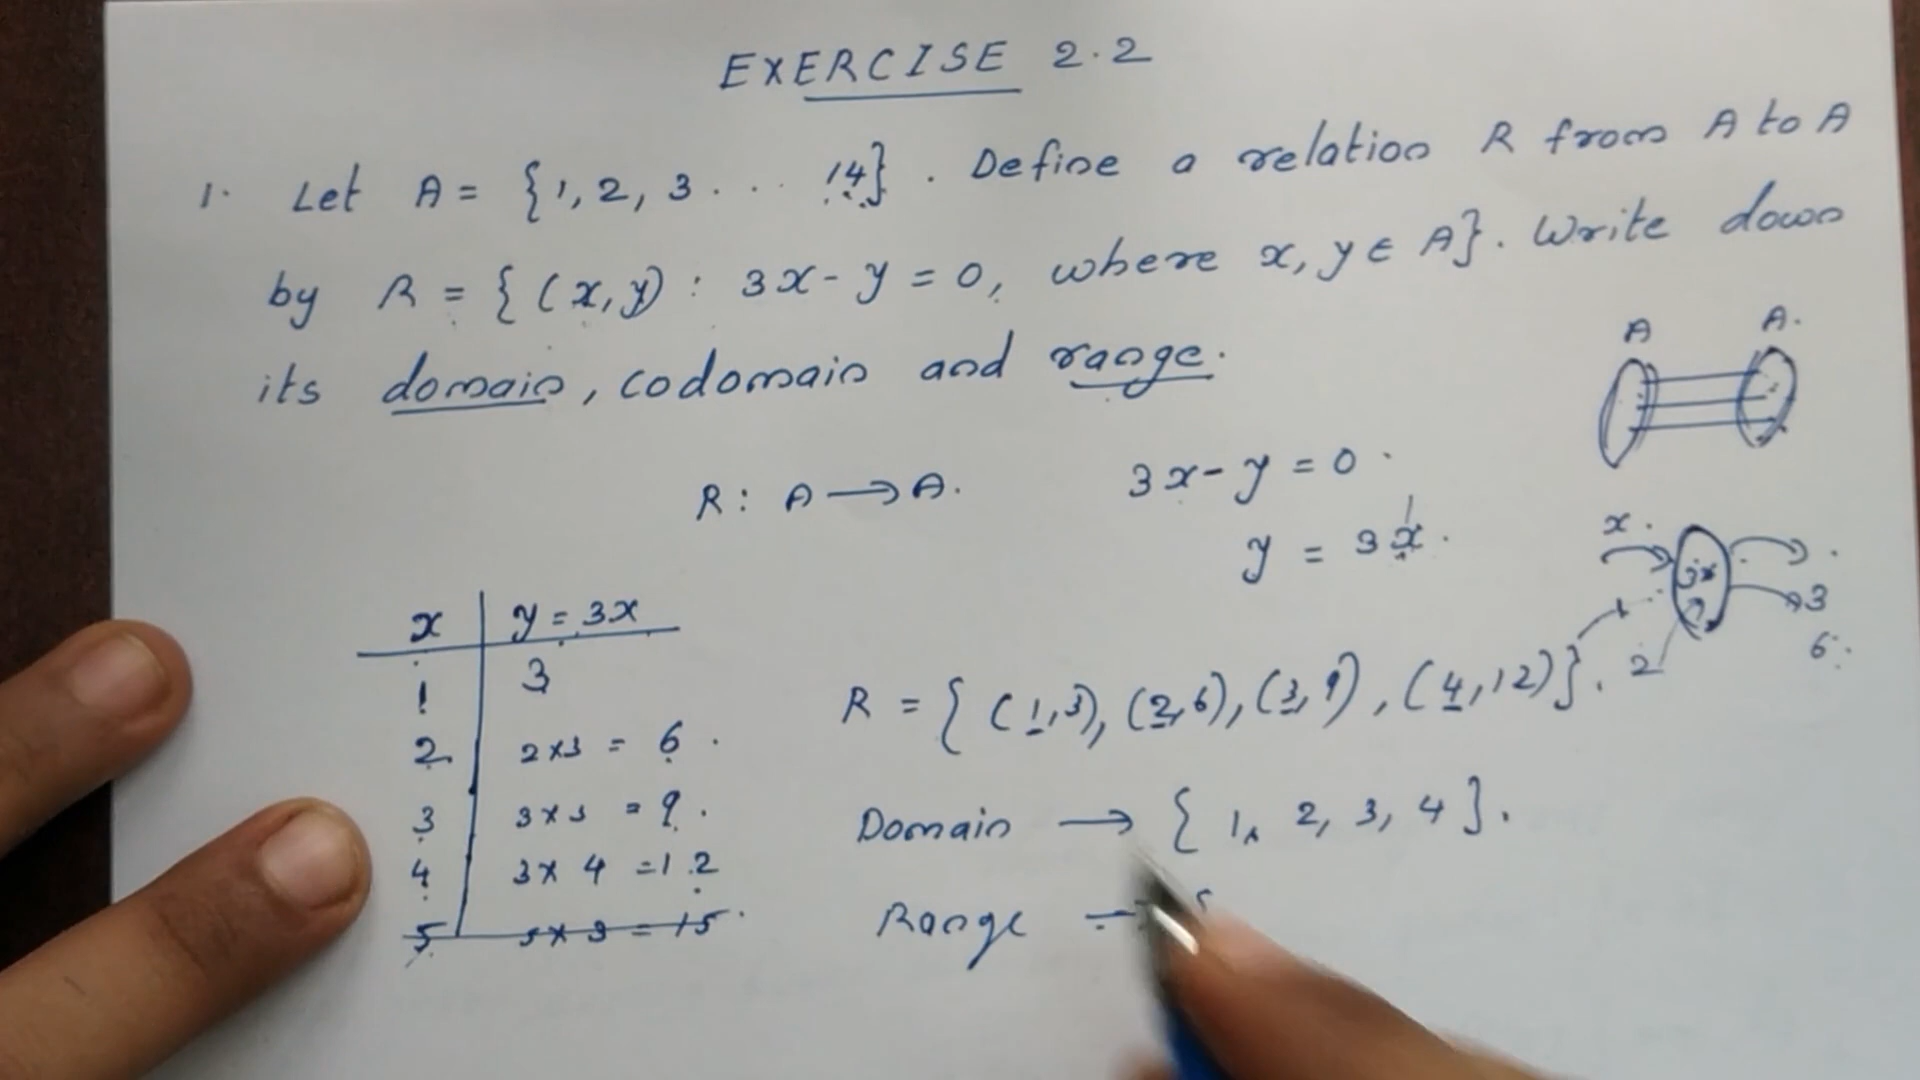 EXERCISE 2.2
1. Let A = {1, 2, 3 . . . 14} . Define a relation R from A to A
by R = { (x, y) : 3x - y = 0, where x, y ∈ A}. Write down
its domain, codomain and range.
A A.
R : A → A.
3x - y = 0 .
y = 3x .
x .
3x
3
6 .
2
x | y = 3x
1 3
2 2×3 = 6 .
3 3×3 = 9 .
4 3× 4 = 12
5 5×3 = 15 .
R = { (1,3), (2,6), (3,9), (4,12)} .
Domain → { 1, 2, 3, 4 } .
Range →